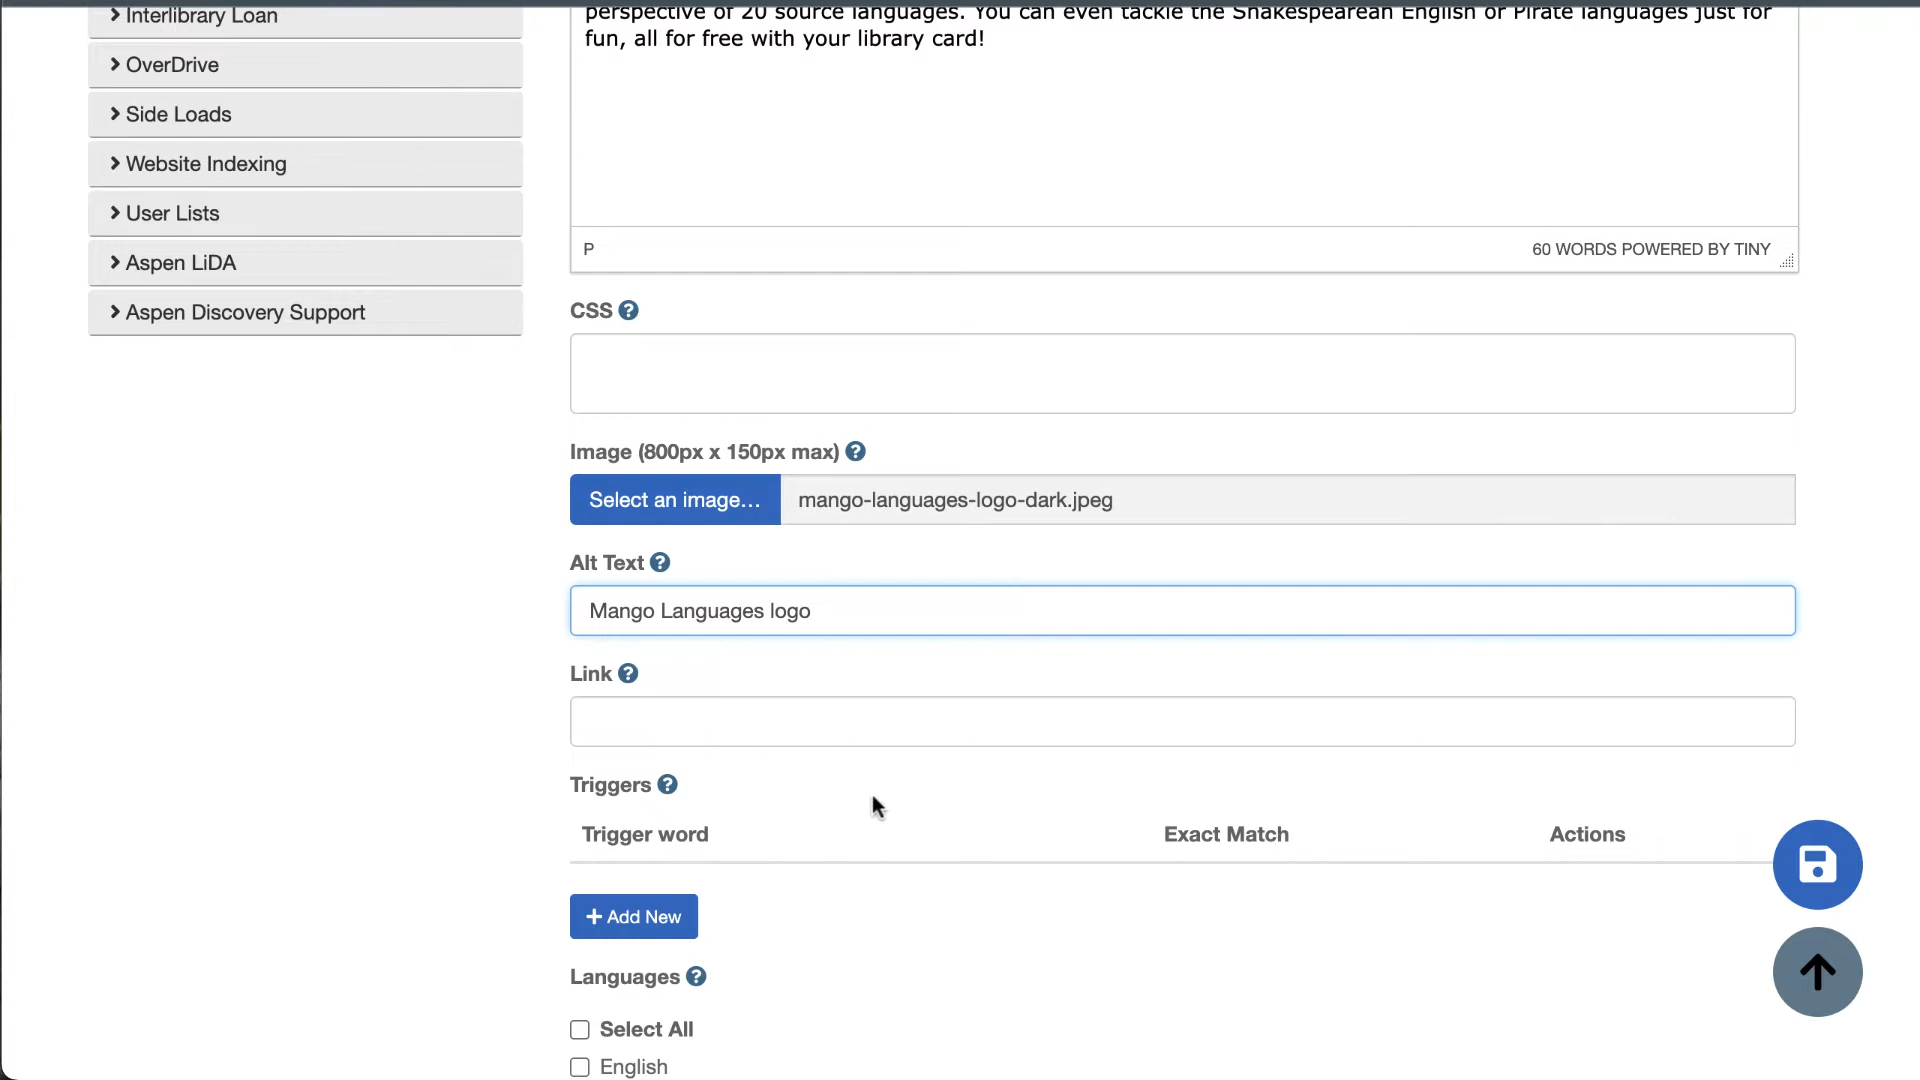 Interlibrary Loan
OverDrive
Side Loads
Website Indexing
User Lists
Aspen LiDA
Aspen Discovery Support
perspective of 20 source languages. You can even tackle the Shakespearean English or Pirate languages just for
fun, all for free with your library card!
P
60 WORDS POWERED BY TINY
CSS
Image (800px x 150px max)
Select an image...
mango-languages-logo-dark.jpeg
Alt Text
Mango Languages logo
Link
Triggers
Trigger word Exact Match Actions
+ Add New
Languages
Select All
English